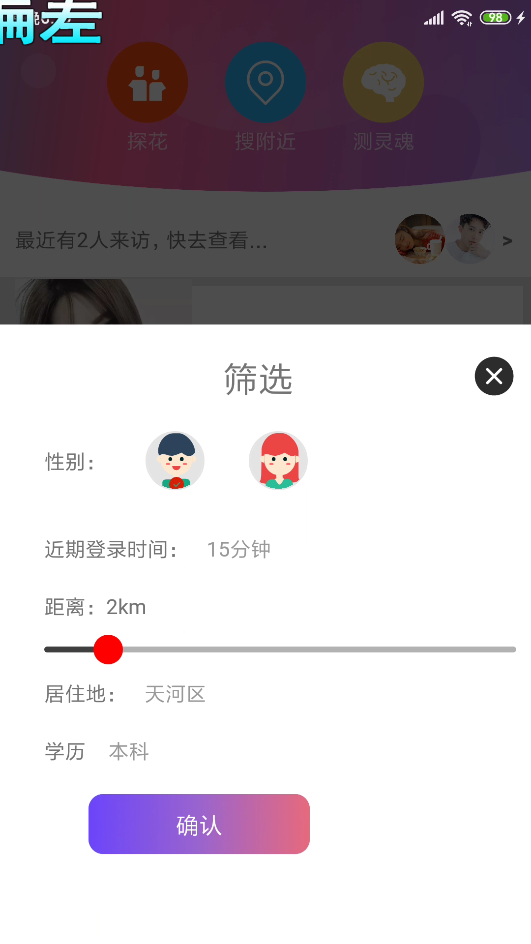 偏差
98
探花 搜附近 测灵魂
最近有2人来访，快去查看... >
筛选
性别：
近期登录时间： 15分钟
距离：2km
居住地： 天河区
学历 本科
确认